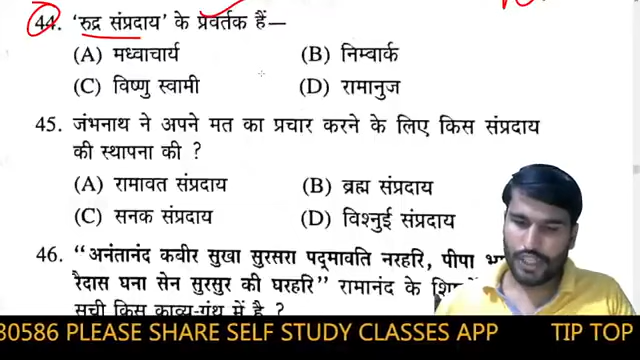 44. ‘रुद्र संप्रदाय’ के प्रवर्तक हैं—
(A) मध्वाचार्य (B) निम्वार्क
(C) विष्णु स्वामी (D) रामानुज
45. जंभनाथ ने अपने मत का प्रचार करने के लिए किस संप्रदाय
की स्थापना की ?
(A) रामावत संप्रदाय (B) ब्रह्म संप्रदाय
(C) सनक संप्रदाय (D) विश्नुई संप्रदाय
46. “अनंतानंद कबीर सुखा सुरसरा पद्मावति नरहरि, पीपा
रैदास घना सेन सुरसुर की घरहरि” रामानंद के
सूची किस काव्य-ग्रंथ में है ?
30586 PLEASE SHARE SELF STUDY CLASSES APP TIP TOP